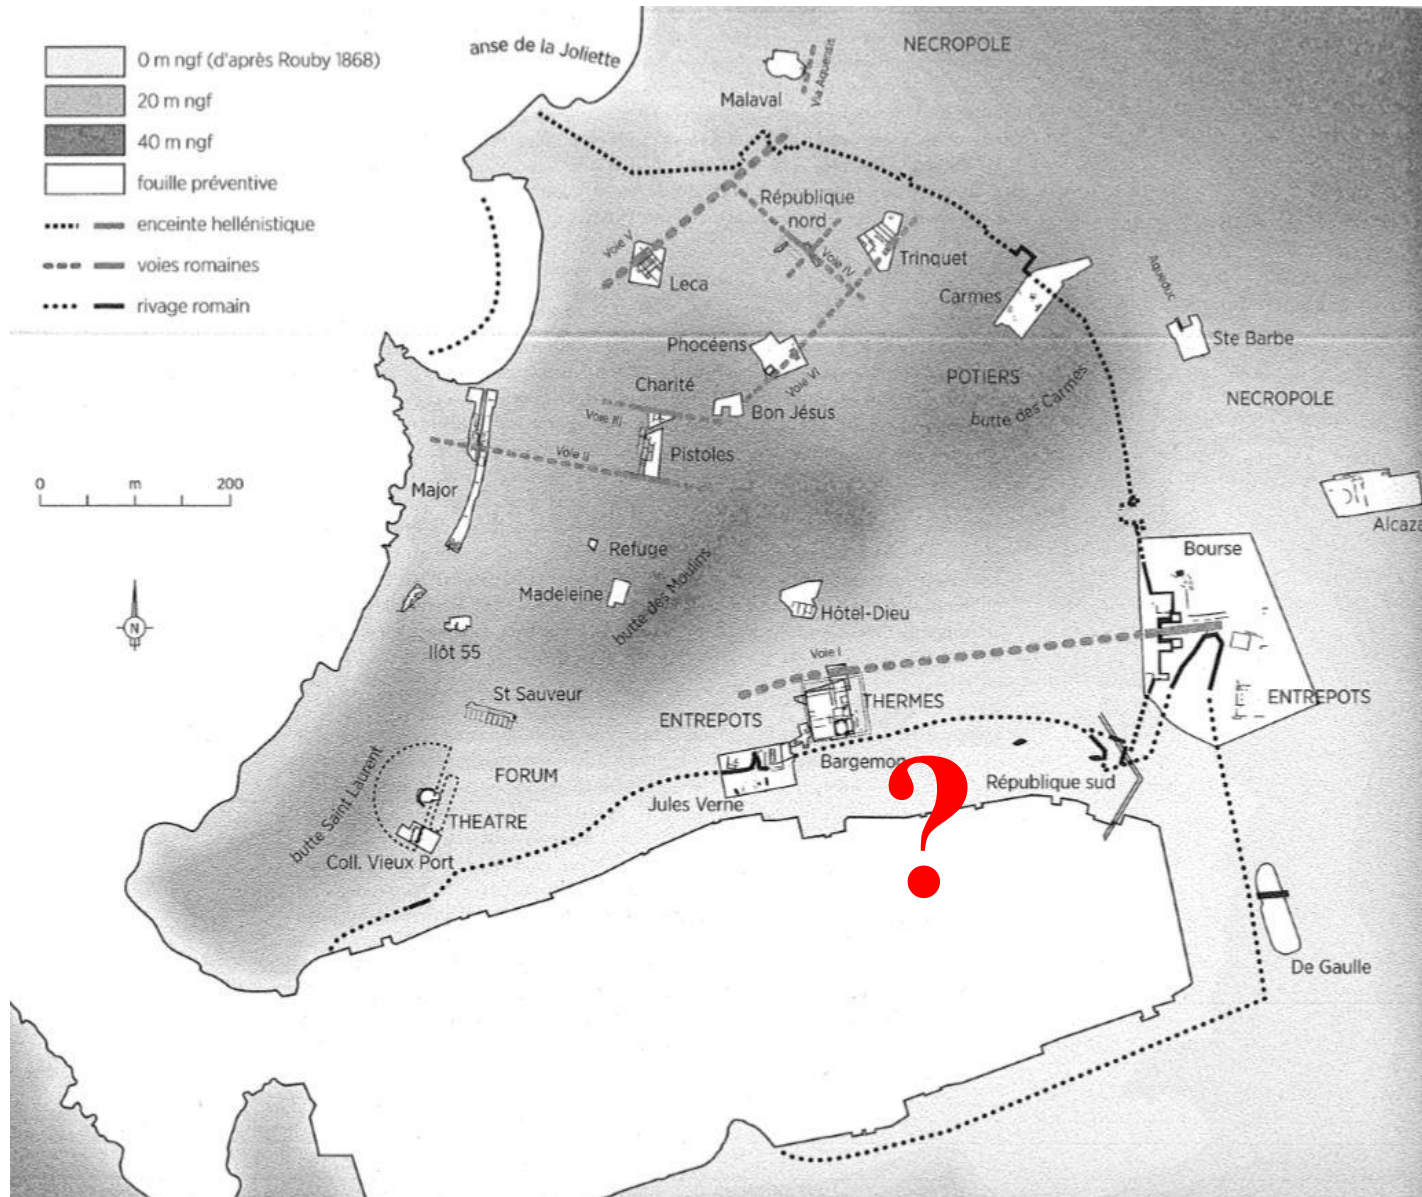 0 m ngf (d'après Rouby 1868)
20 m ngf
40 m ngf
fouille préventive
enceinte hellénistique
voies romaines
rivage romain
anse de la Joliette
NECROPOLE
Malaval
Via Aquensis
République
nord
Voie V
Leca
Voie IV
Trinquet
Carmes
Aqueduc
Ste Barbe
Phocéens
Voie VI
POTIERS
butte des Carmes
NECROPOLE
Charité
Voie III
Bon Jésus
Voie II
Pistoles
0 m 200
Major
Alcaza
Bourse
Refuge
Madeleine
butte des Moulins
Hôtel-Dieu
N
Ilôt 55
Voie I
St Sauveur
ENTREPOTS
THERMES
ENTREPOTS
butte Saint Laurent
FORUM
Bargemon
?
République sud
Jules Verne
THEATRE
Coll. Vieux Port
De Gaulle